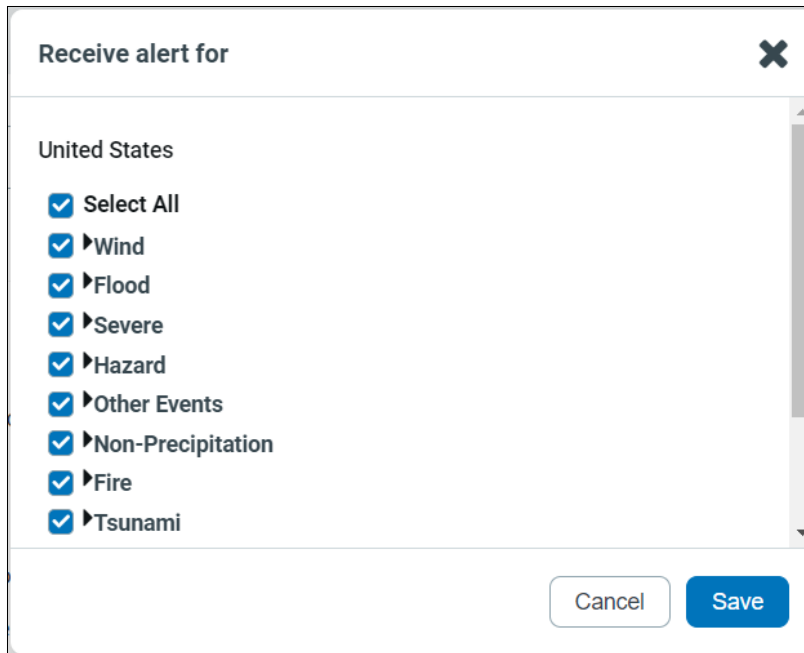 Receive alert for
United States
Select All
Wind
Flood
Severe
Hazard
Other Events
Non-Precipitation
Fire
Tsunami
Cancel
Save